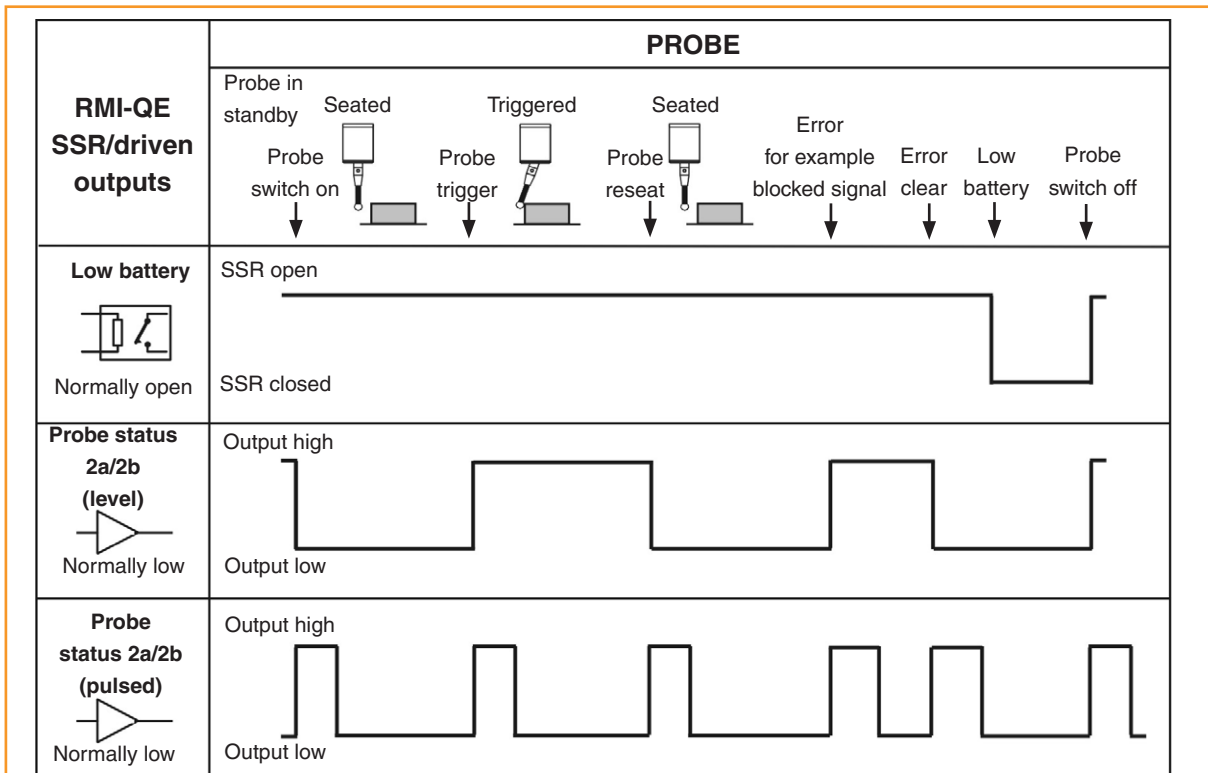 PROBE
RMI-QE
SSR/driven
outputs
Probe in
standby
Probe
switch on
Seated
Probe
trigger
Triggered
Probe
reseat
Seated
Error
for example
blocked signal
Error
clear
Low
battery
Probe
switch off
Low battery
Normally open
SSR open
SSR closed
Probe status
2a/2b
(level)
Normally low
Output high
Output low
Probe
status 2a/2b
(pulsed)
Normally low
Output high
Output low